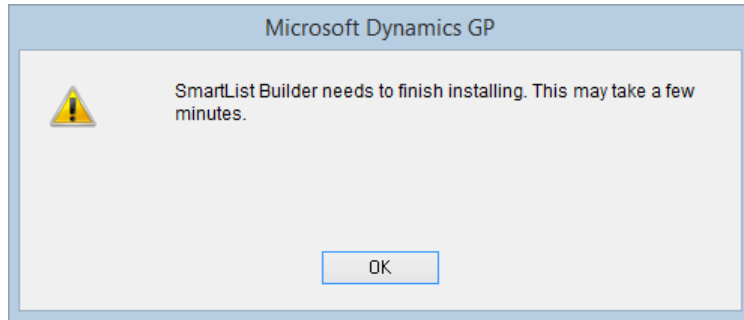 Microsoft Dynamics GP
SmartList Builder needs to finish installing. This may take a few
minutes.
OK